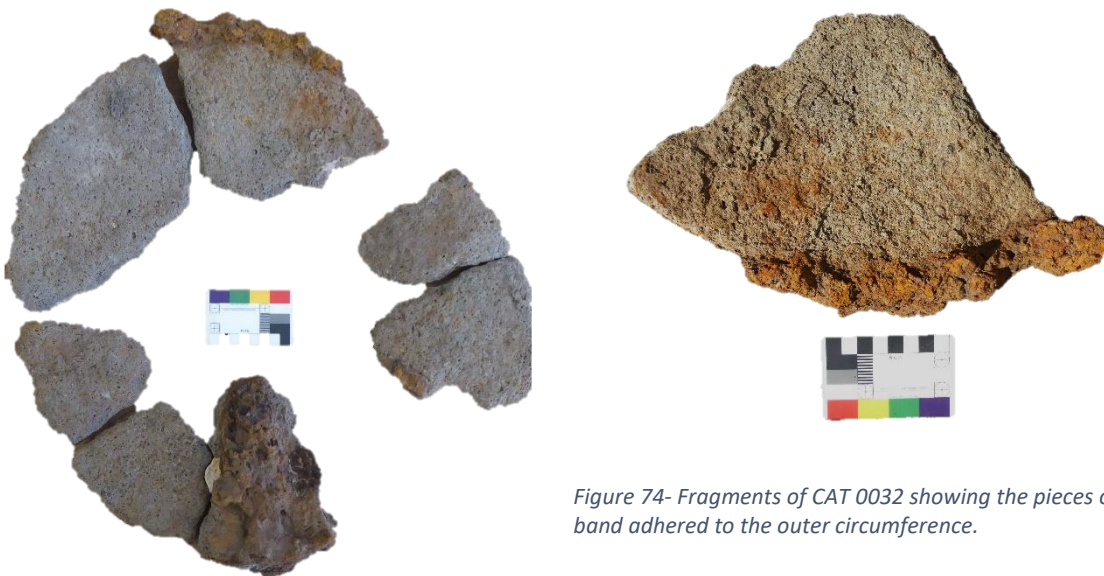 Figure 74- Fragments of CAT 0032 showing the pieces
band adhered to the outer circumference.